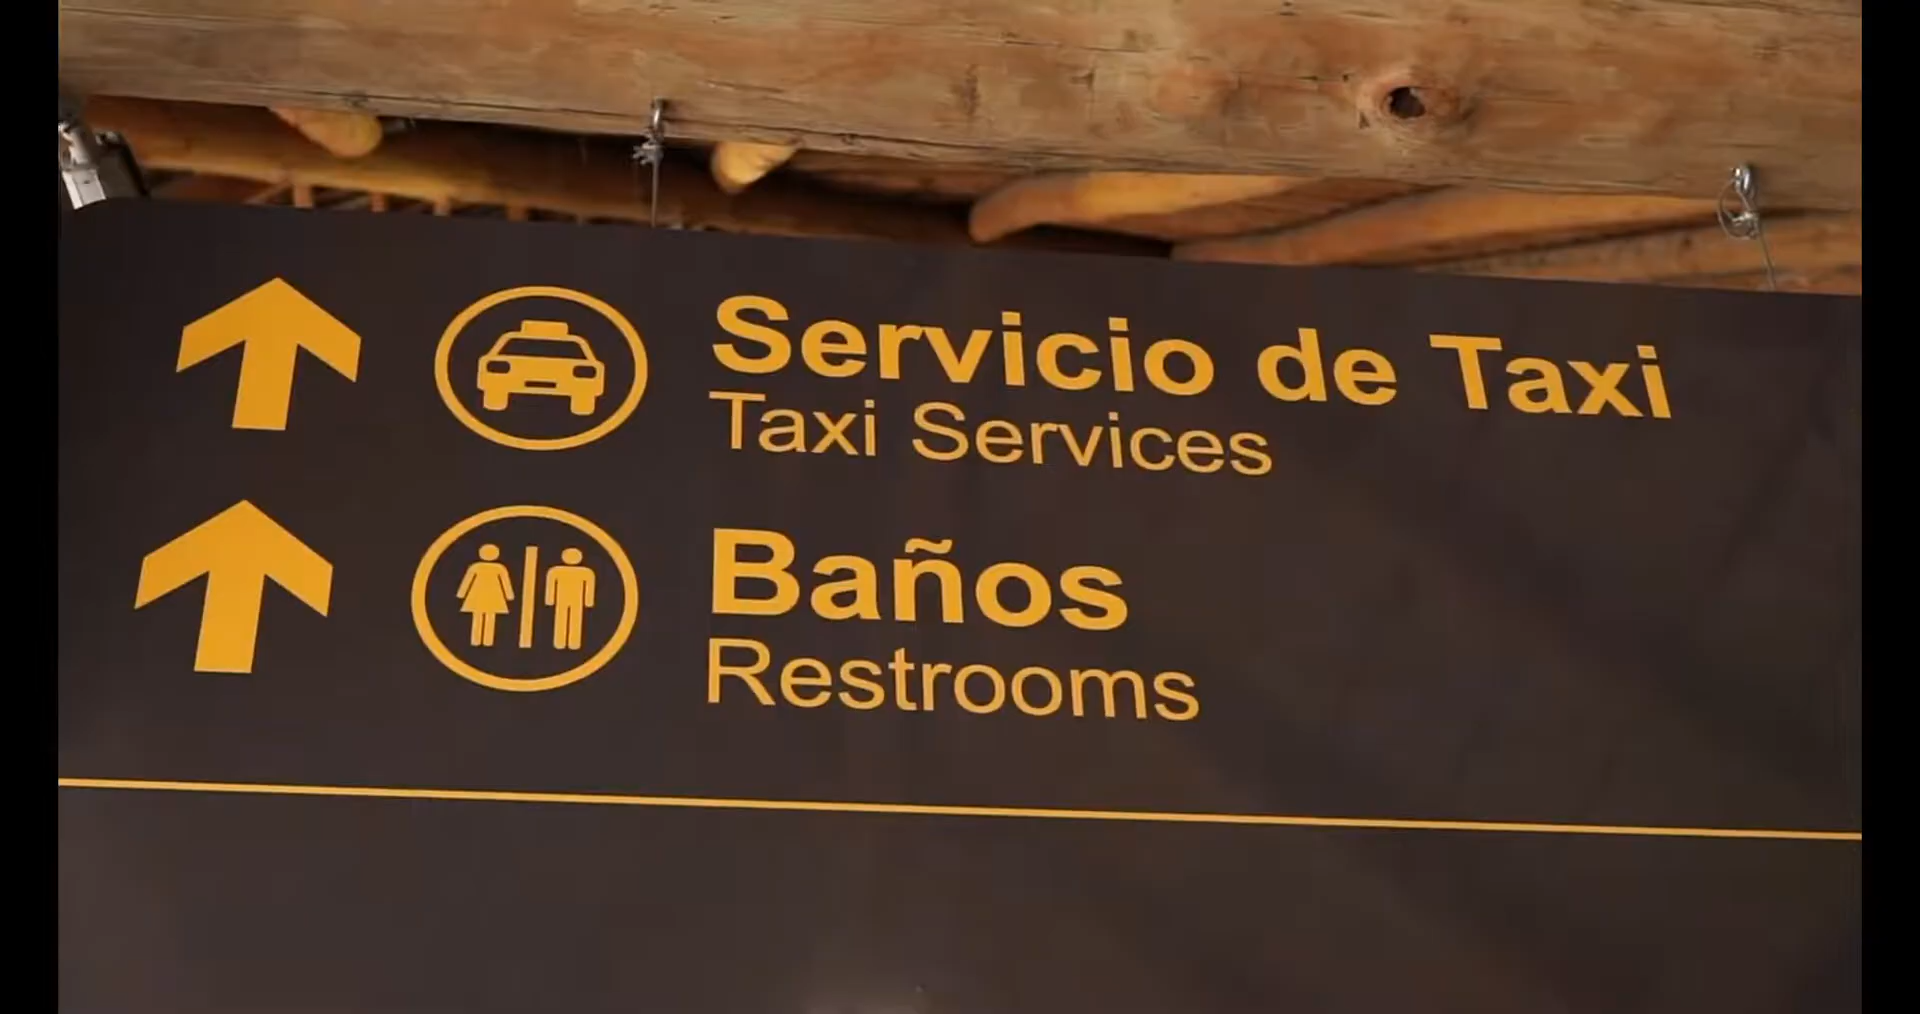 Servicio de Taxi
Taxi Services
Baños
Restrooms